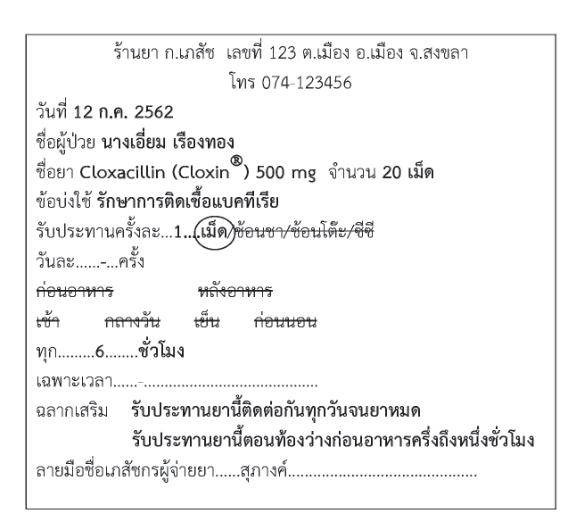 ร้านยา ก.เภสัช เลขที่ 123 ต.เมือง อ.เมือง จ.สงขลา
โทร 074-123456
วันที่ 12 ก.ค. 2562
ชื่อผู้ป่วย นางเอี่ยม เรืองทอง
ชื่อยา Cloxacillin (Cloxin®) 500 mg จำนวน 20 เม็ด
ข้อบ่งใช้ รักษาการติดเชื้อแบคทีเรีย
รับประทานครั้งละ...1....เม็ด/ช้อนชา/ช้อนโต๊ะ/ซีซี
วันละ......-...ครั้ง
ก่อนอาหาร หลังอาหาร
เช้า กลางวัน เย็น ก่อนนอน
ทุก.........6........ชั่วโมง
เฉพาะเวลา......-..........................................
ฉลากเสริม รับประทานยานี้ติดต่อกันทุกวันจนยาหมด
รับประทานยานี้ตอนท้องว่างก่อนอาหารครึ่งถึงหนึ่งชั่วโมง
ลายมือชื่อเภสัชกรผู้จ่ายยา......สุภางค์..............................................